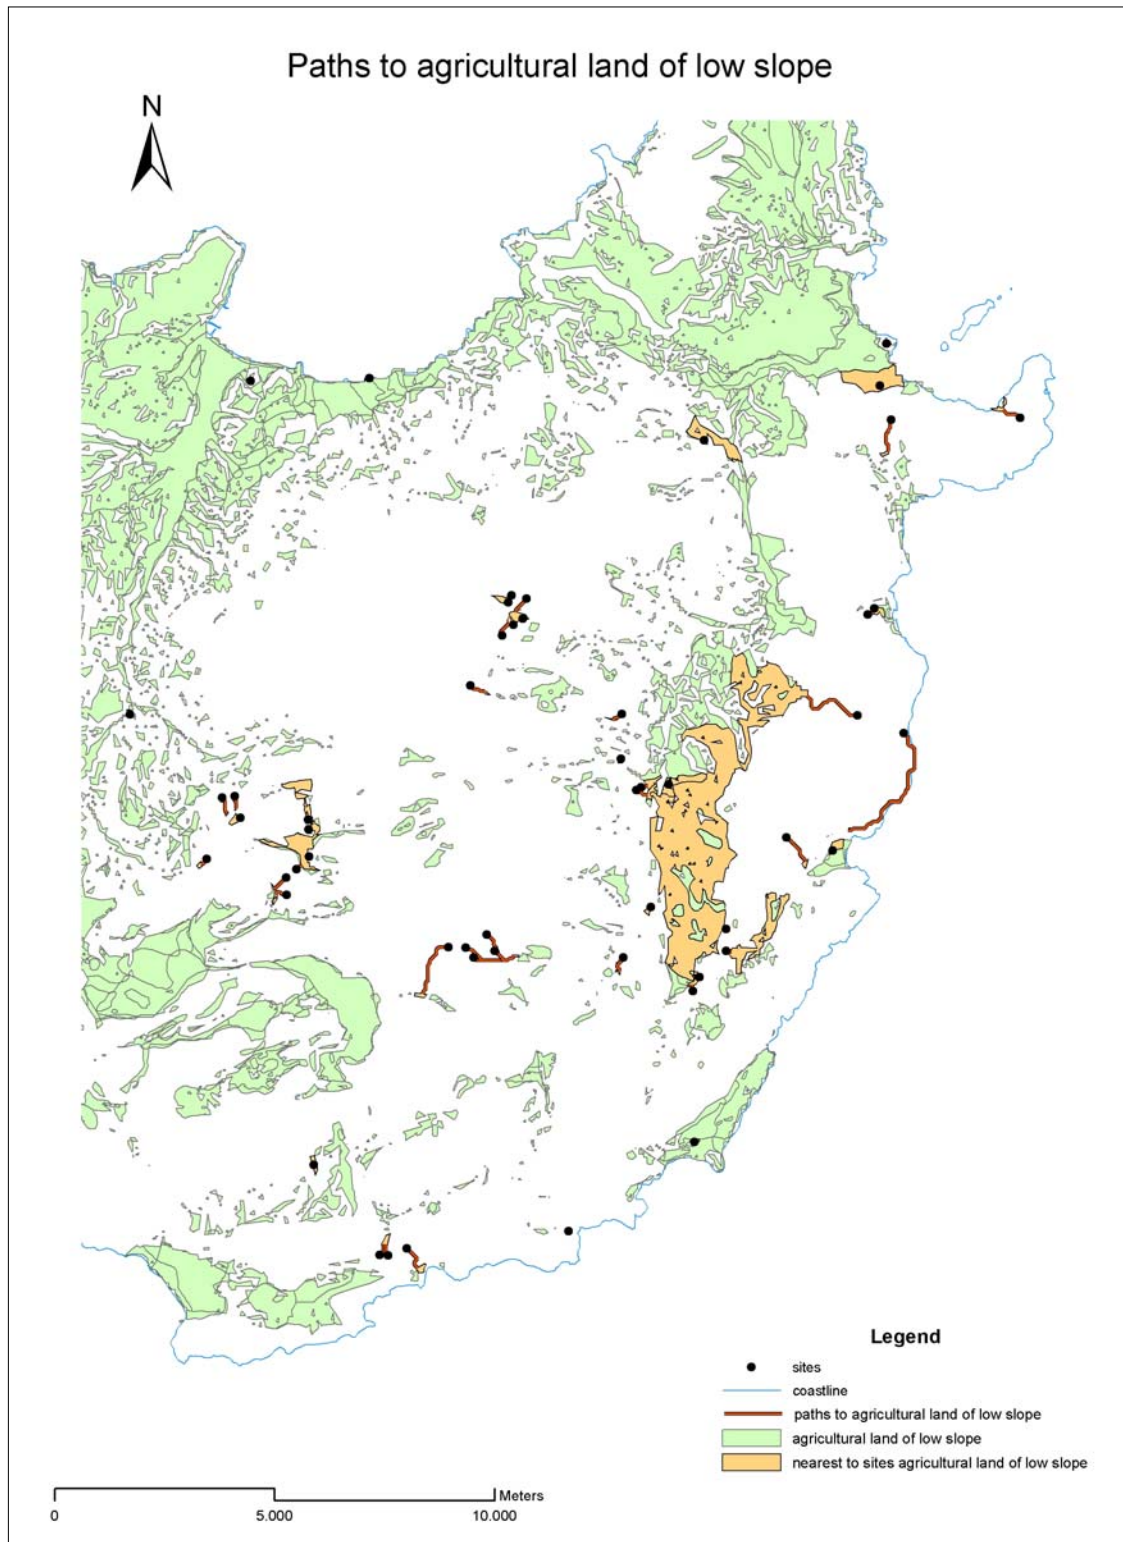 Paths to agricultural land of low slope
N
Legend
sites
coastline
paths to agricultural land of low slope
agricultural land of low slope
nearest to sites agricultural land of low slope
Meters
0 5.000 10.000